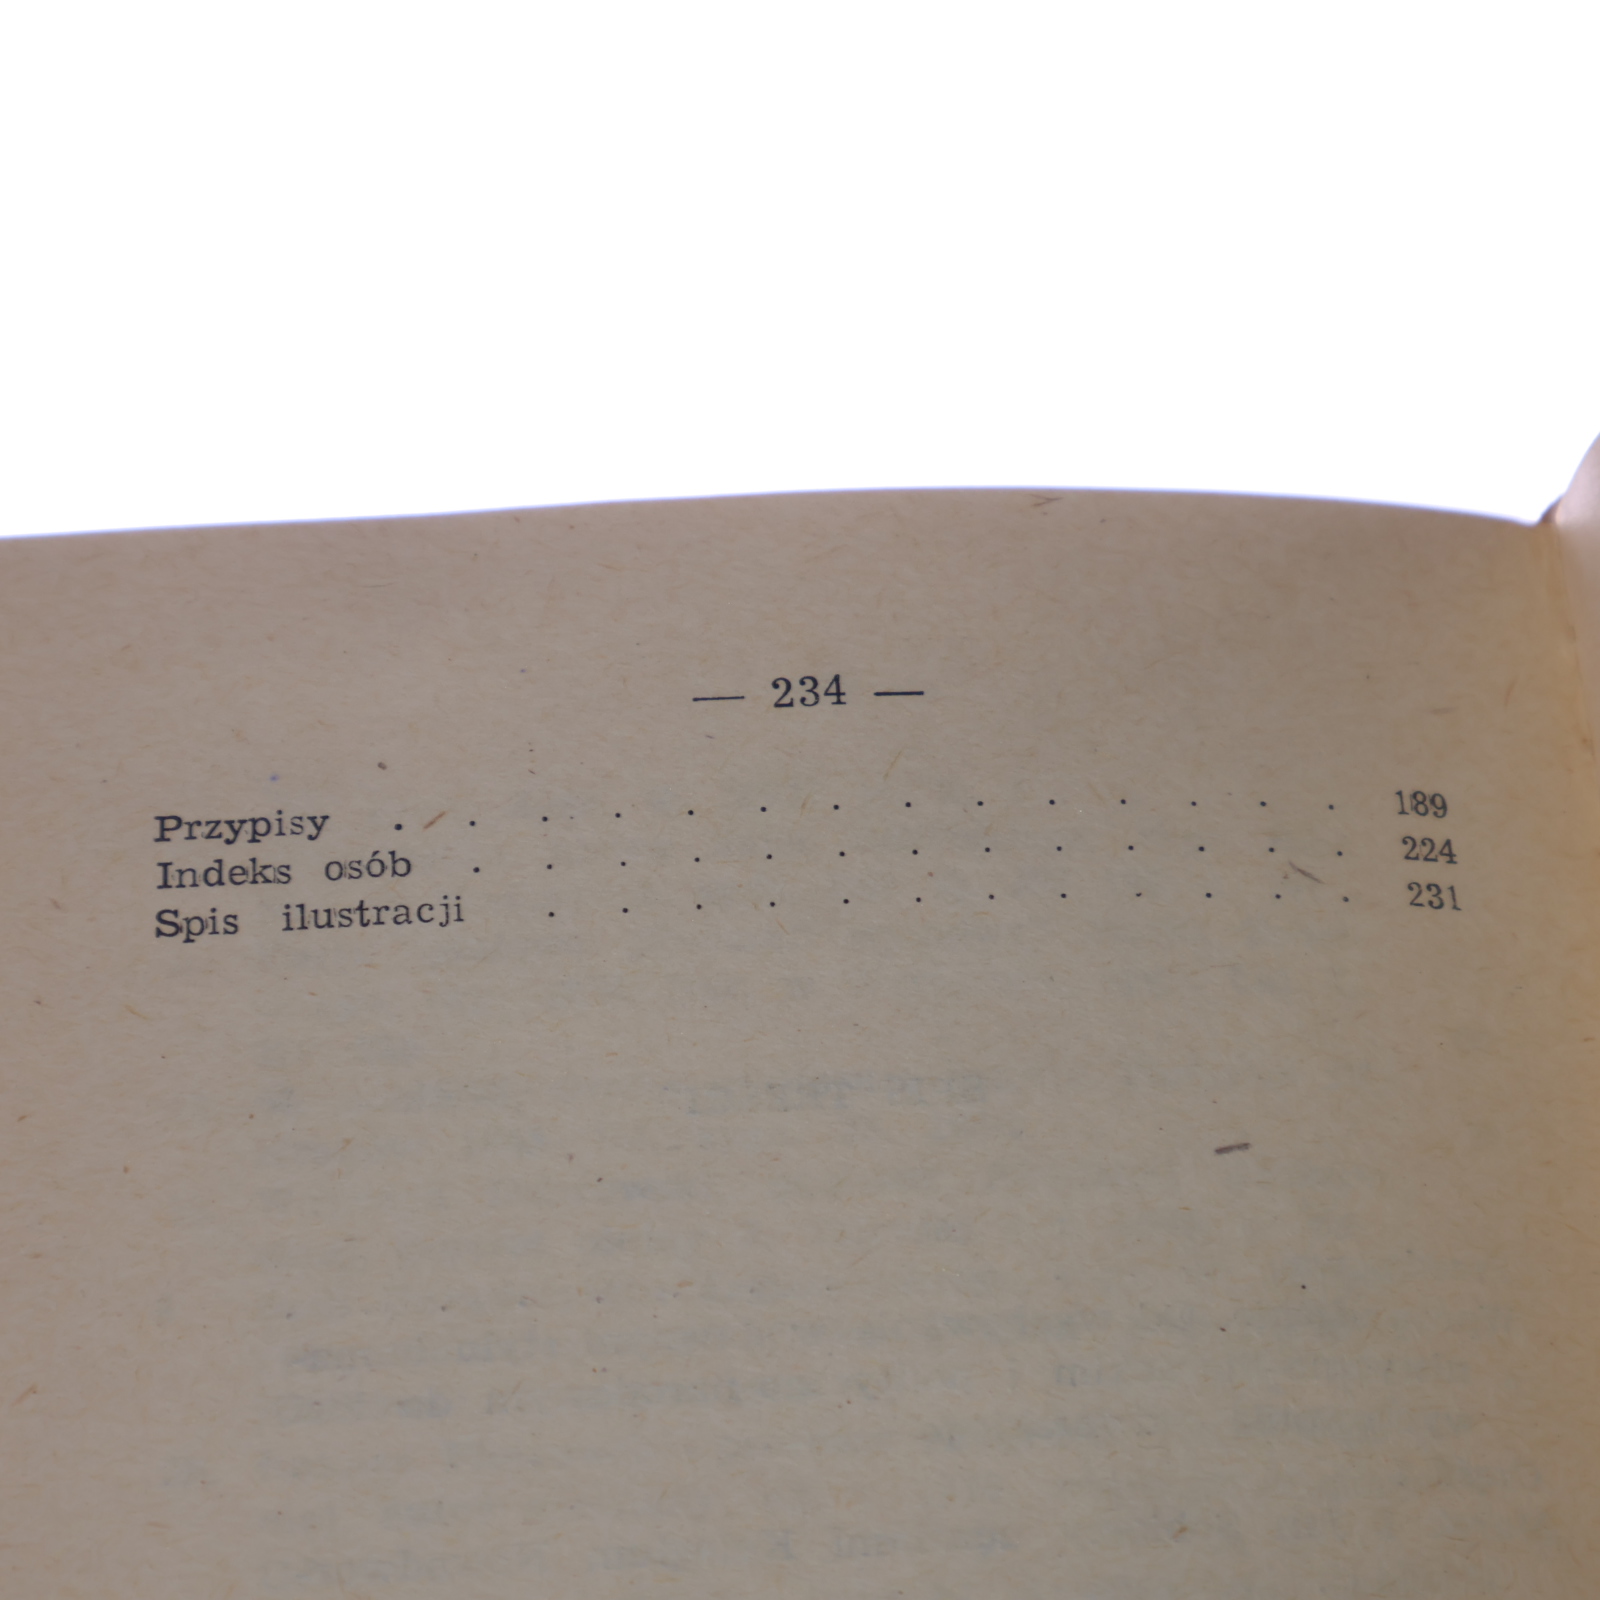 — 234 —
Przypisy . . . . . . . . . . . . . . 189
Indeks osób . . . . . . . . . . . . . 224
Spis ilustracji . . . . . . . . . . . . 231